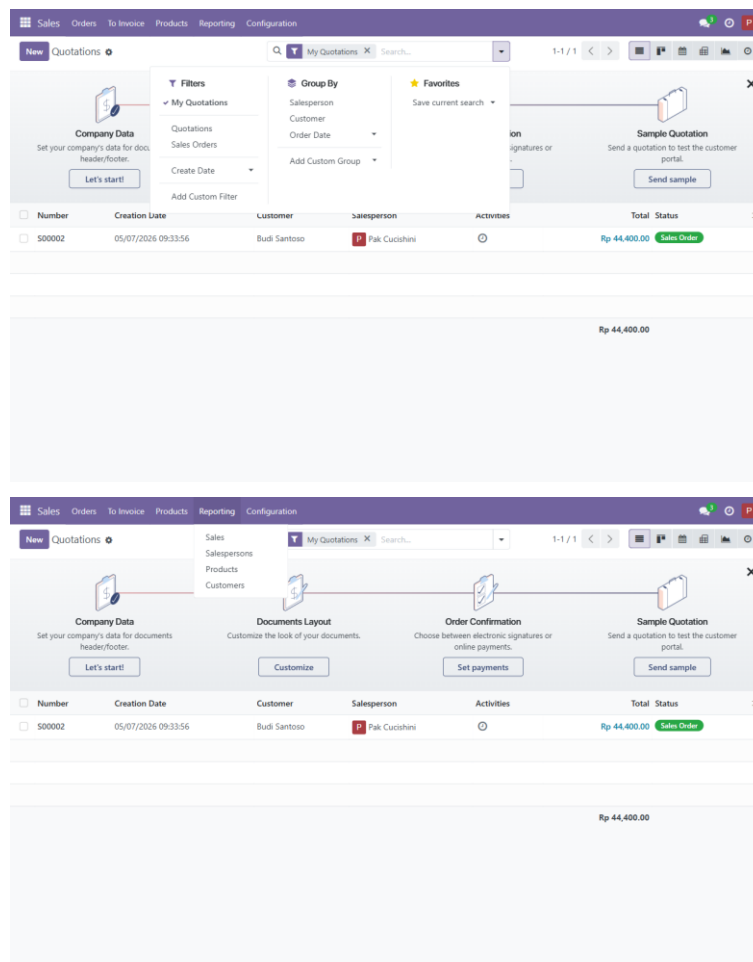 Sales Orders To Invoice Products Reporting Configuration 3 P
New Quotations My Quotations X Search... 1-1 / 1
Filters Group By Favorites
My Quotations Salesperson Save current search
Customer
Quotations Order Date
Sales Orders
Add Custom Group
Create Date
Add Custom Filter
Company Data ion Sample Quotation
Set your company's data for docu ignatures or Send a quotation to test the customer
header/footer. . portal.
Let's start! Send sample
Number Creation Date Customer Salesperson Activities Total Status
S00002 05/07/2026 09:33:56 Budi Santoso P Pak Cucishini Rp 44,400.00 Sales Order
Rp 44,400.00
Sales Orders To Invoice Products Reporting Configuration 3 P
New Quotations My Quotations X Search... 1-1 / 1
Sales
Salespersons
Products
Customers
Company Data Documents Layout Order Confirmation Sample Quotation
Set your company's data for documents Customize the look of your documents. Choose between electronic signatures or Send a quotation to test the customer
header/footer. online payments. portal.
Let's start! Customize Set payments Send sample
Number Creation Date Customer Salesperson Activities Total Status
S00002 05/07/2026 09:33:56 Budi Santoso P Pak Cucishini Rp 44,400.00 Sales Order
Rp 44,400.00